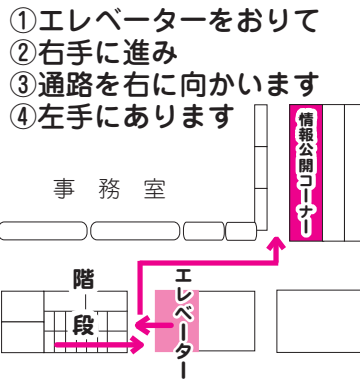 ①エレベーターをおりて
②右手に進み
③通路を右に向かいます
④左手にあります
情報公開コーナー
事務室
階段
エレベーター